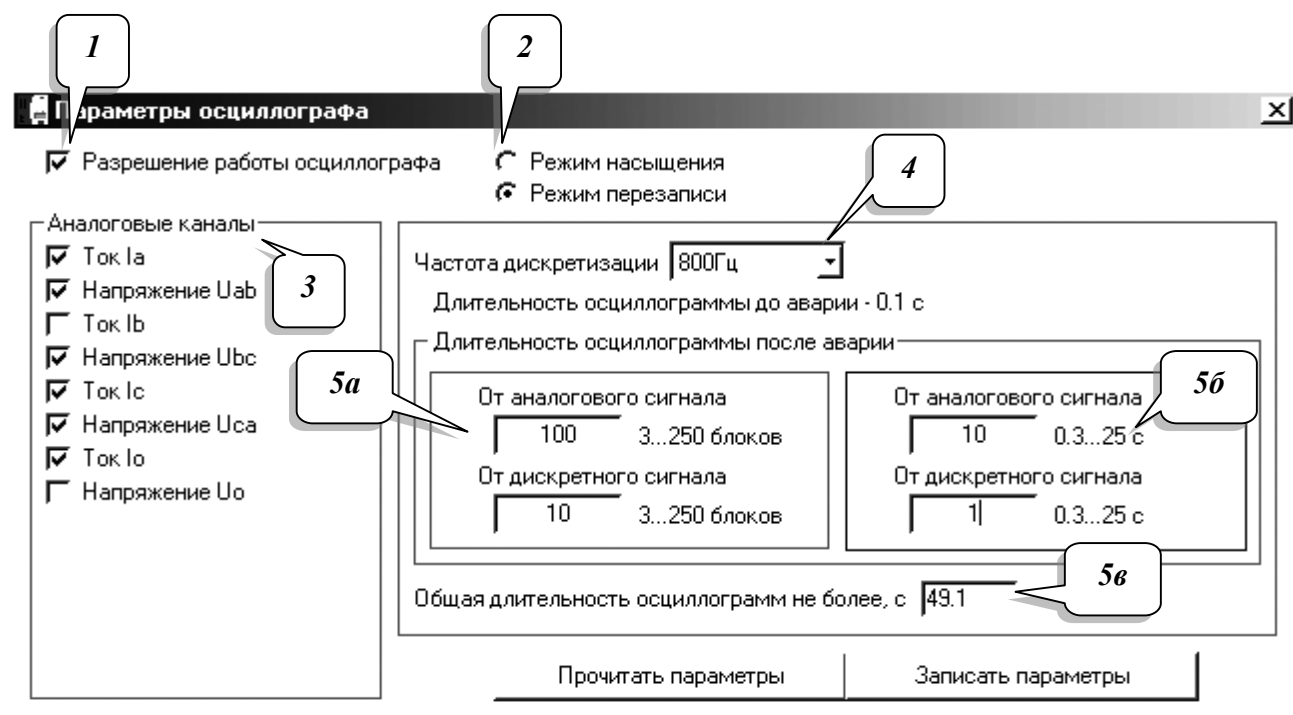 1
2
Параметры осциллографа
Разрешение работы осциллографа
Режим насыщения
Режим перезаписи
4
Аналоговые каналы
Ток Ia
Напряжение Uab
Ток Ib
Напряжение Ubc
Ток Ic
Напряжение Uca
Ток Io
Напряжение Uo
3
Частота дискретизации 800Гц
Длительность осциллограммы до аварии - 0.1 с
Длительность осциллограммы после аварии
5а
От аналогового сигнала
100 3...250 блоков
От дискретного сигнала
10 3...250 блоков
5б
От аналогового сигнала
10 0.3...25 с
От дискретного сигнала
1 0.3...25 с
5в
Общая длительность осциллограмм не более, с 49.1
Прочитать параметры
Записать параметры